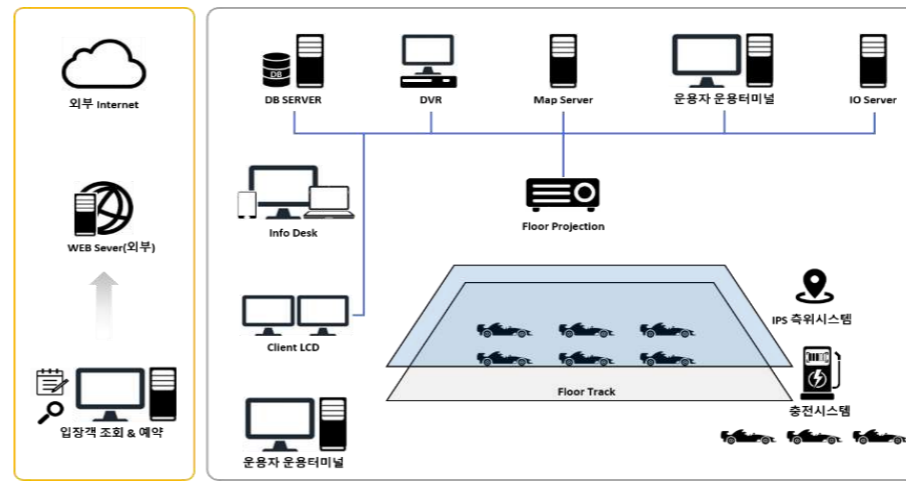 외부 Internet
WEB Sever(외부)
입장객 조회 & 예약
DB
DB SERVER
DVR
Map Server
운용자 운용터미널
IO Server
Info Desk
Floor Projection
Client LCD
IPS 측위시스템
Floor Track
충전시스템
운용자 운용터미널